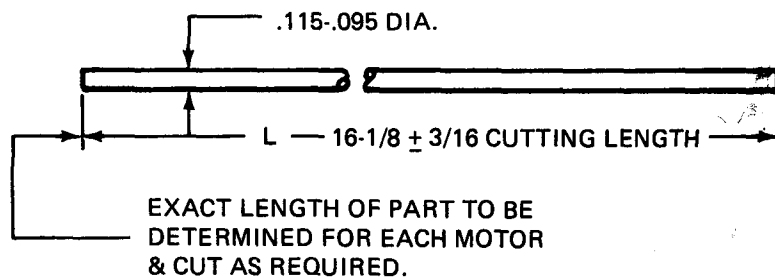 .115-.095 DIA.
L — 16-1/8 ± 3/16 CUTTING LENGTH
EXACT LENGTH OF PART TO BE
DETERMINED FOR EACH MOTOR
& CUT AS REQUIRED.